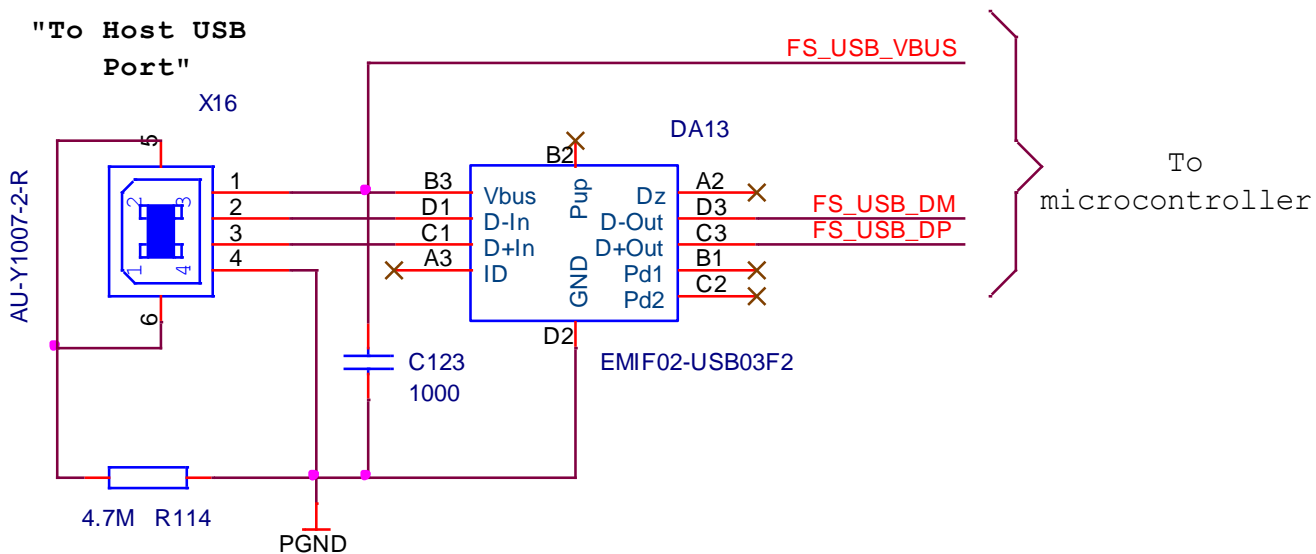 "To Host USB
Port"
FS_USB_VBUS
X16
DA13
5
B2
To
microcontroller
1
B3
Vbus
Pup
Dz
A2
2
3
2
D1
D-In
D-Out
D3
FS_USB_DM
3
C1
D+In
D+Out
C3
FS_USB_DP
1
4
4
A3
ID
GND
Pd1
B1
Pd2
C2
AU-Y1007-2-R
6
D2
C123
1000
EMIF02-USB03F2
4.7M R114
PGND